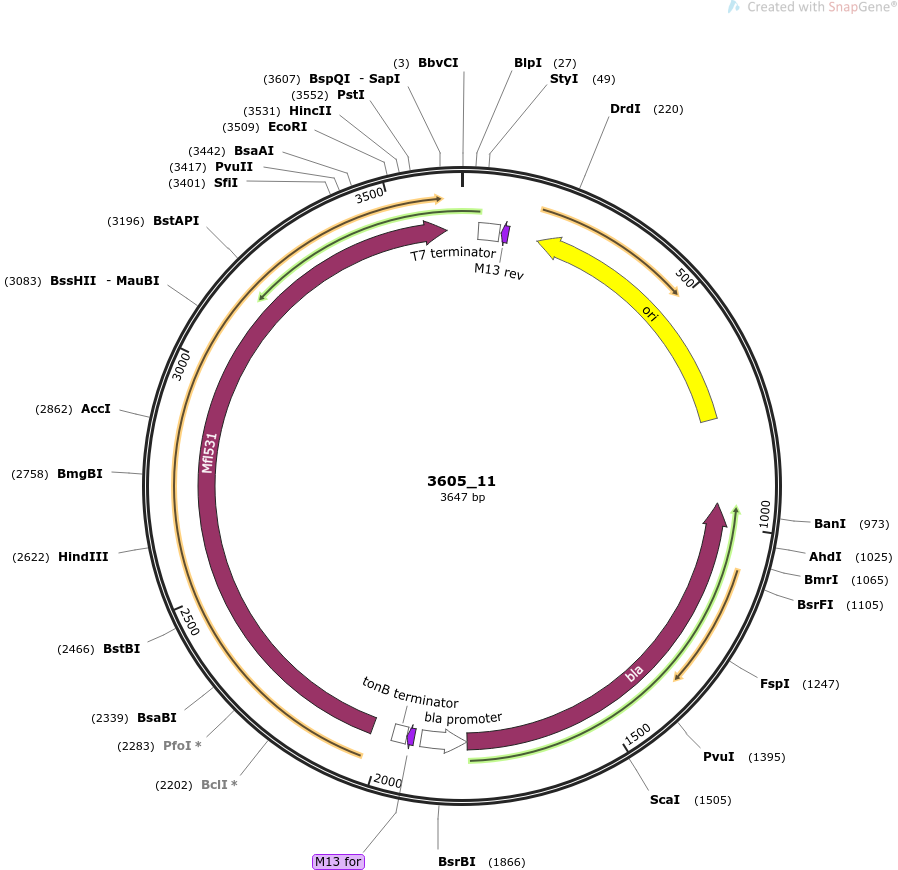 Created with SnapGene®
(3) BbvCI
BlpI (27)
(3607) BspQI - SapI
StyI (49)
(3552) PstI
(3531) HincII
DrdI (220)
(3509) EcoRI
(3442) BsaAI
(3417) PvuII
(3401) SfiI
3500
(3196) BstAPI
T7 terminator
M13 rev
500
(3083) BssHII - MauBI
ori
3000
(2862) AccI
Mfl531
(2758) BmgBI
3605_11
3647 bp
1000
BanI (973)
(2622) HindIII
AhdI (1025)
BmrI (1065)
BsrFI (1105)
2500
(2466) BstBI
bla
FspI (1247)
tonB terminator
(2339) BsaBI
bla promoter
1500
(2283) PfoI *
PvuI (1395)
2000
(2202) BclI *
ScaI (1505)
M13 for
BsrBI (1866)